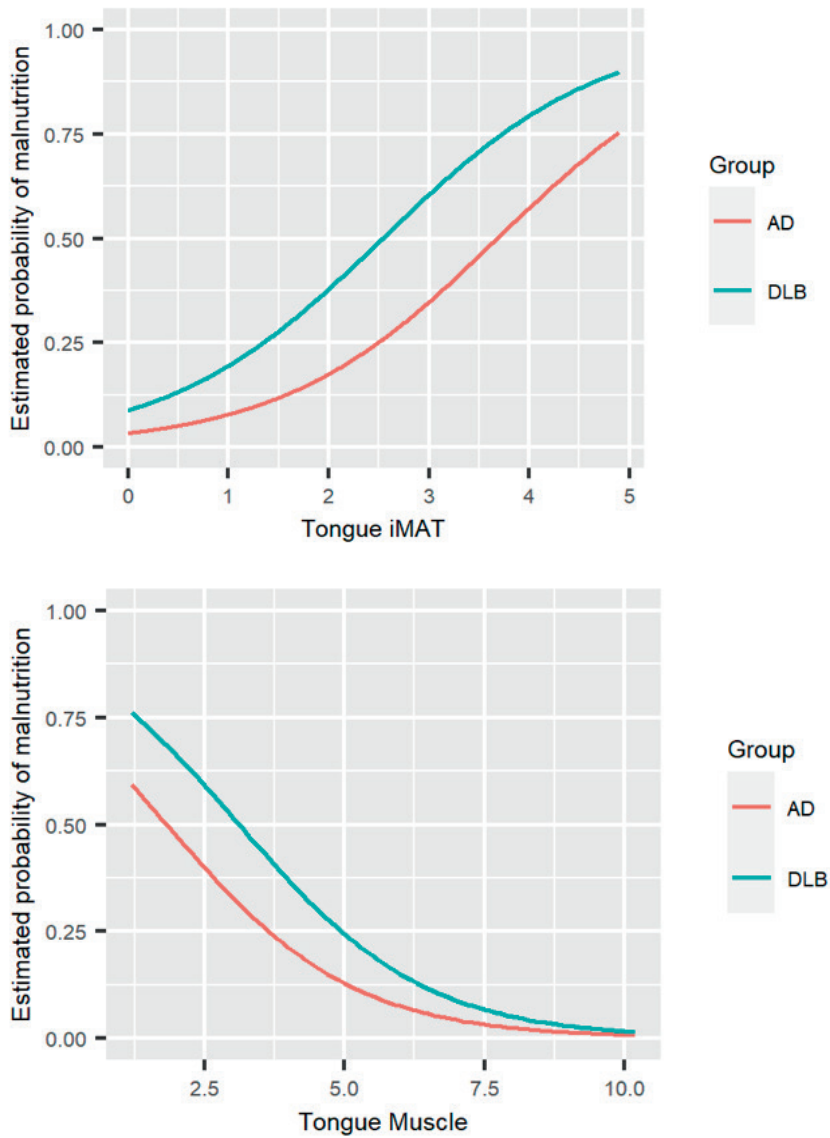 1.00
0.75
0.50
0.25
0.00
Estimated probability of malnutrition
0 1 2 3 4 5
Tongue iMAT
Group
AD
DLB
1.00
0.75
0.50
0.25
0.00
Estimated probability of malnutrition
2.5 5.0 7.5 10.0
Tongue Muscle
Group
AD
DLB